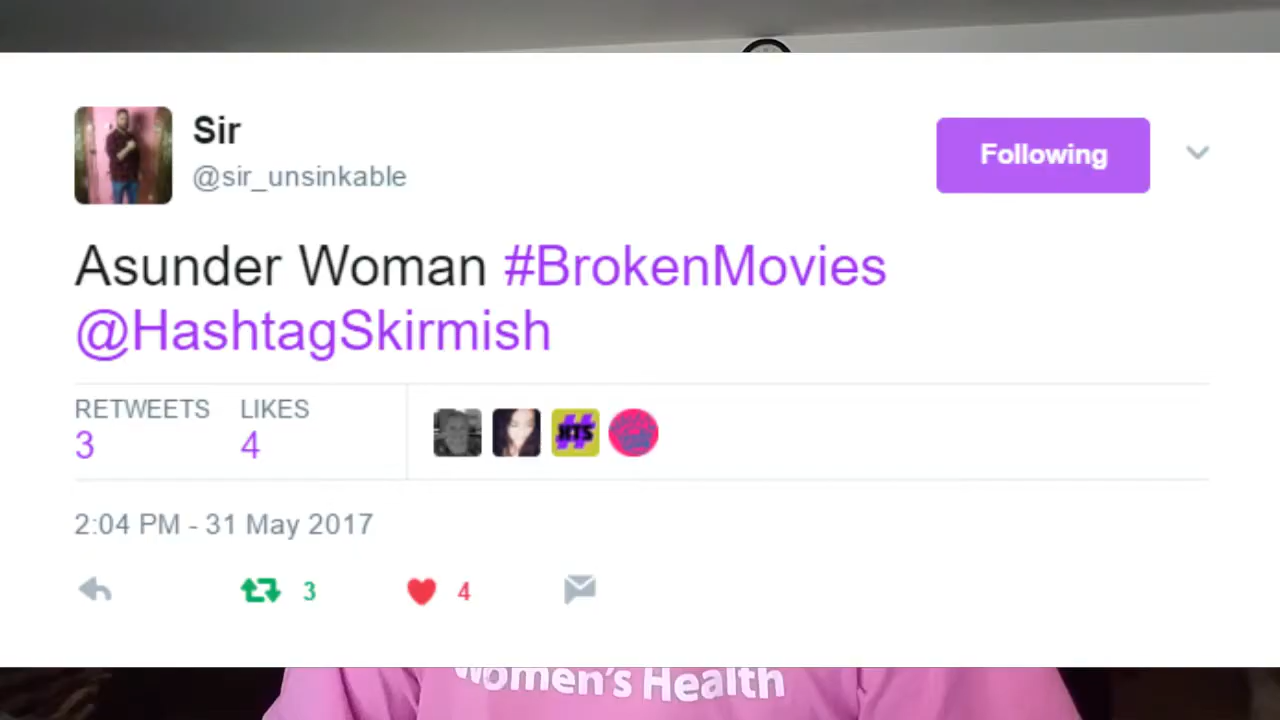 Sir
@sir_unsinkable
Following
Asunder Woman #BrokenMovies
@HashtagSkirmish
RETWEETS LIKES
3 4
2:04 PM - 31 May 2017
3 4
Women's Health